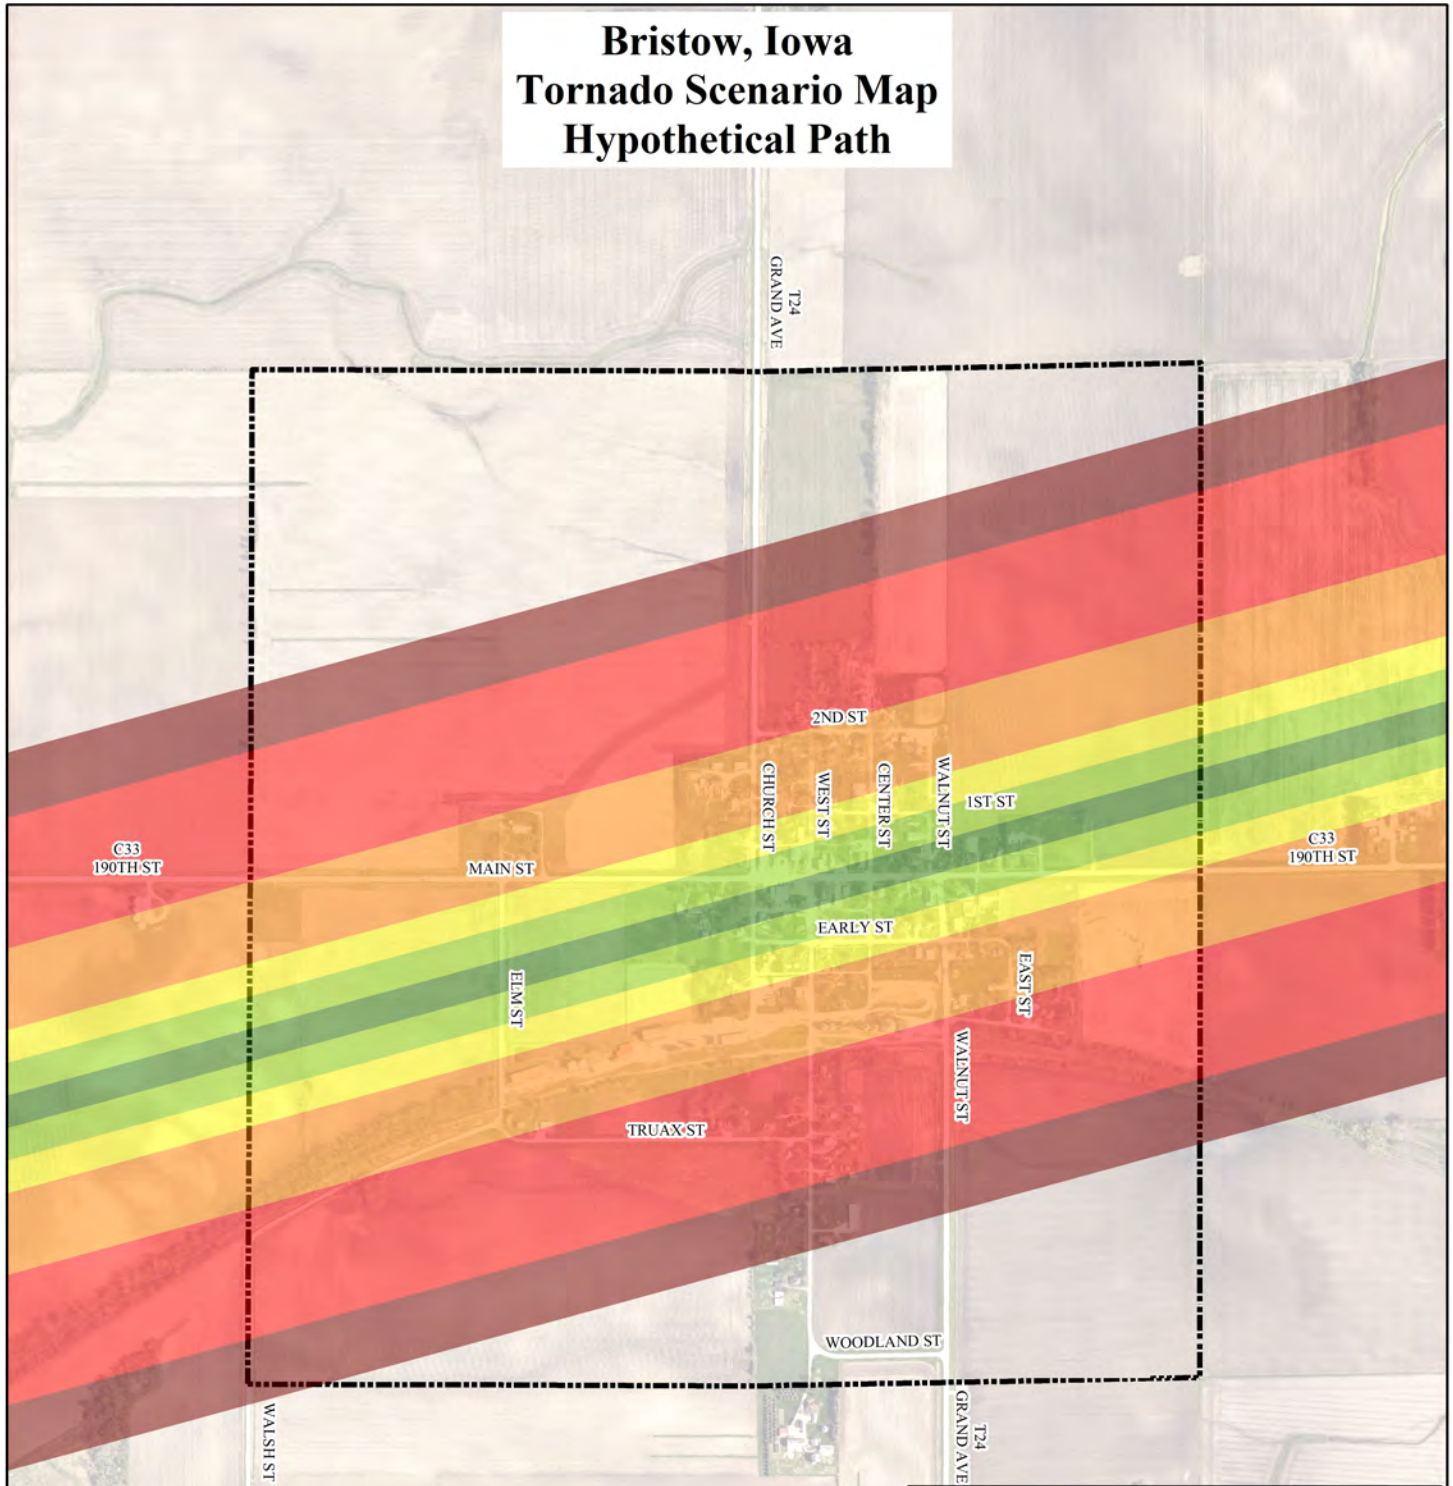 Bristow, Iowa
Tornado Scenario Map
Hypothetical Path
T24
GRAND AVE
2ND ST
CHURCH ST
WEST ST
CENTER ST
WALNUT ST
1ST ST
C33
190TH ST
MAIN ST
C33
190TH ST
EARLY ST
ELM ST
EAST ST
WALNUT ST
TRUAX ST
WOODLAND ST
WALSH ST
T24
GRAND AVE